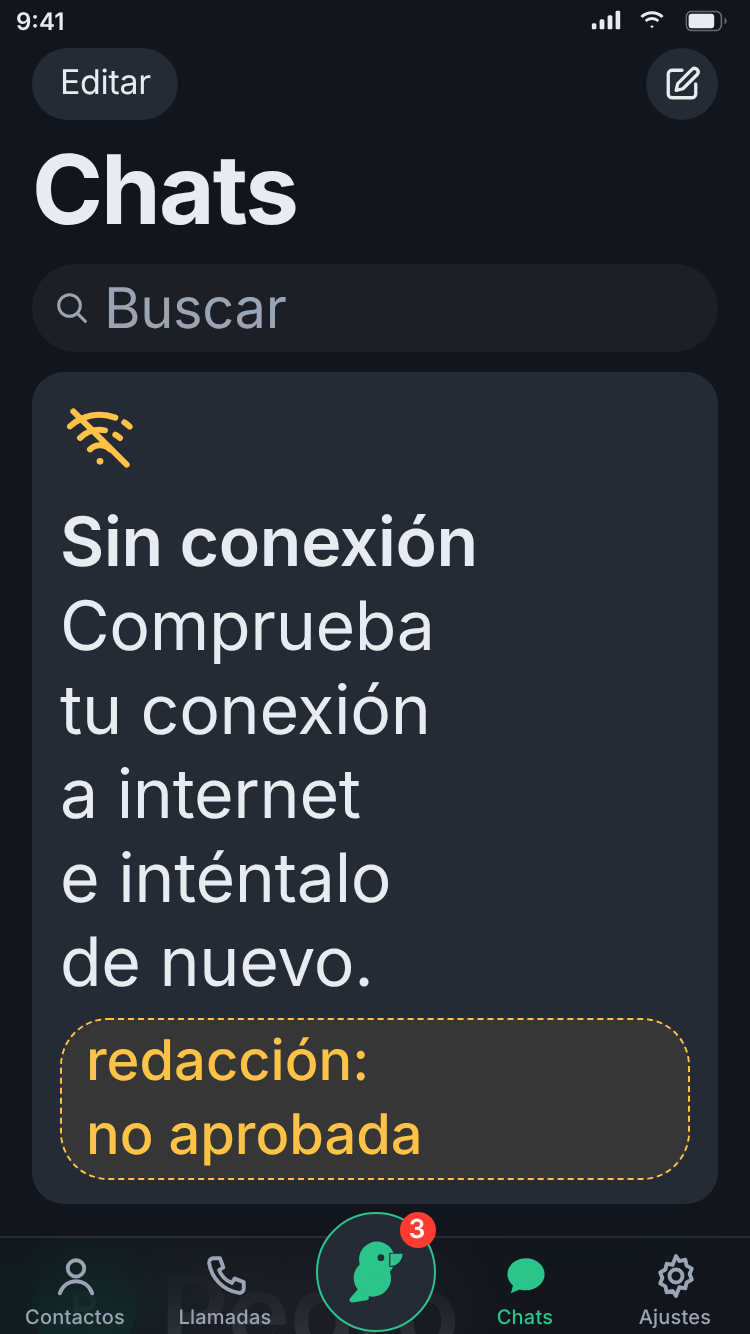 9:41
Editar
Chats
Buscar
Sin conexión
Comprueba
tu conexión
a internet
e inténtalo
de nuevo.
redacción:
no aprobada
3
Contactos
Llamadas
Chats
Ajustes